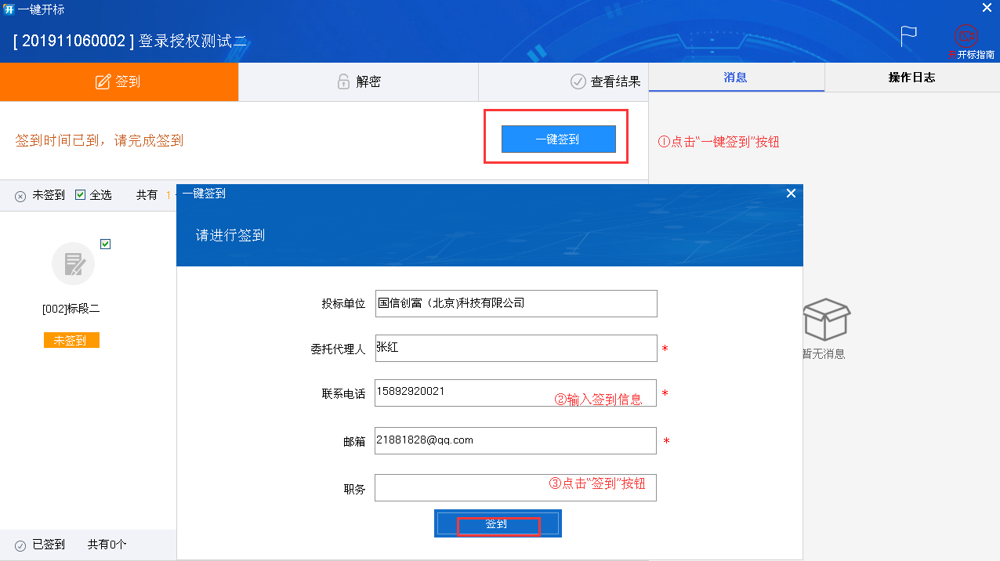 一键开标
[ 201911060002 ] 登录授权测试二
开标指南
签到
解密
查看结果
消息
操作日志
签到时间已到，请完成签到
一键签到
①点击“一键签到”按钮
未签到 全选 共有 1
一键签到
请进行签到
[002]标段二
未签到
投标单位 国信创富（北京)科技有限公司
委托代理人 张红 *
联系电话 15892920021 *
②输入签到信息
邮箱 21881828@qq.com *
职务
③点击“签到”按钮
签到
暂无消息
已签到 共有0个